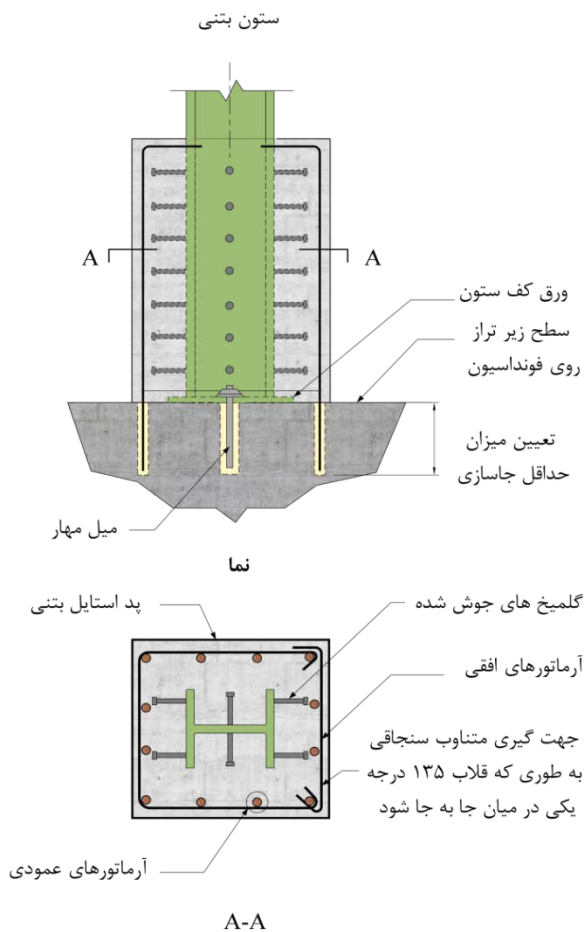 ستون بتنی
A
A
ورق کف ستون
سطح زیر تراز
روی فونداسیون
تعیین میزان
حداقل جاسازی
میل مهار
نما
پد استایل بتنی
گلمیخ های جوش شده
آرماتورهای افقی
جهت گیری متناوب سنجاقی
به طوری که قلاب ۱۳۵ درجه
یکی در میان جا به جا شود
آرماتورهای عمودی
A-A